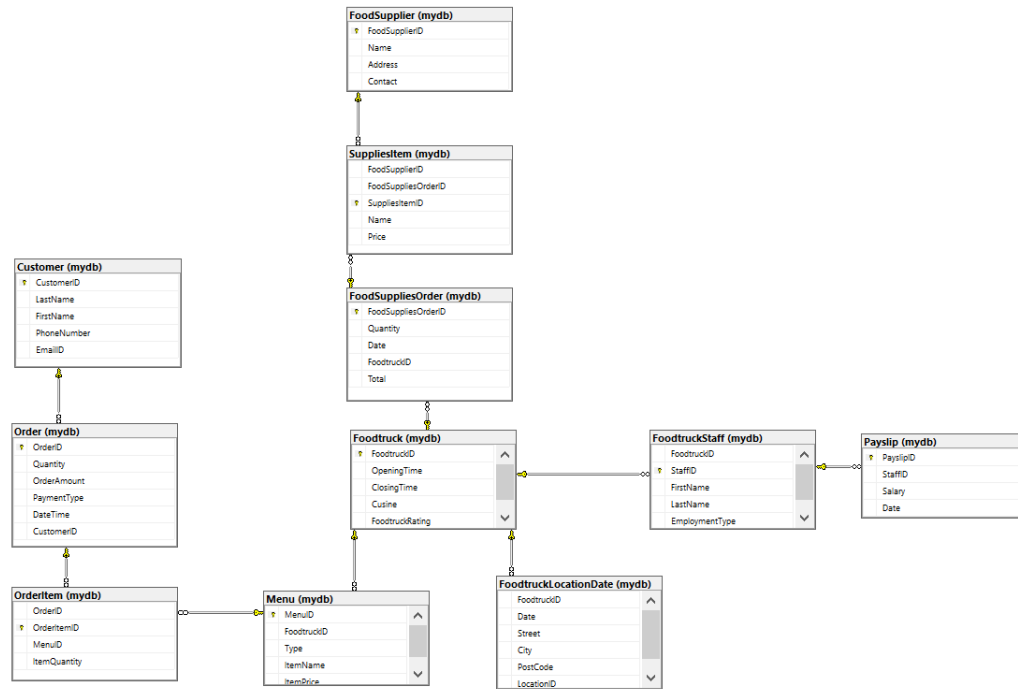 FoodSupplier (mydb)
FoodSupplierID
Name
Address
Contact
SuppliesItem (mydb)
FoodSupplierID
FoodSuppliesOrderID
SuppliesItemID
Name
Price
Customer (mydb)
CustomerID
LastName
FirstName
PhoneNumber
EmailID
FoodSuppliesOrder (mydb)
FoodSuppliesOrderID
Quantity
Date
FoodtruckID
Total
Order (mydb)
OrderID
Quantity
OrderAmount
PaymentType
DateTime
CustomerID
Foodtruck (mydb)
FoodtruckID
OpeningTime
ClosingTime
Cusine
FoodtruckRating
FoodtruckStaff (mydb)
FoodtruckID
StaffID
FirstName
LastName
EmploymentType
Payslip (mydb)
PayslipID
StaffID
Salary
Date
OrderItem (mydb)
OrderID
OrderItemID
MenuID
ItemQuantity
Menu (mydb)
MenuID
FoodtruckID
Type
ItemName
ItemPrice
FoodtruckLocationDate (mydb)
FoodtruckID
Date
Street
City
PostCode
LocationID